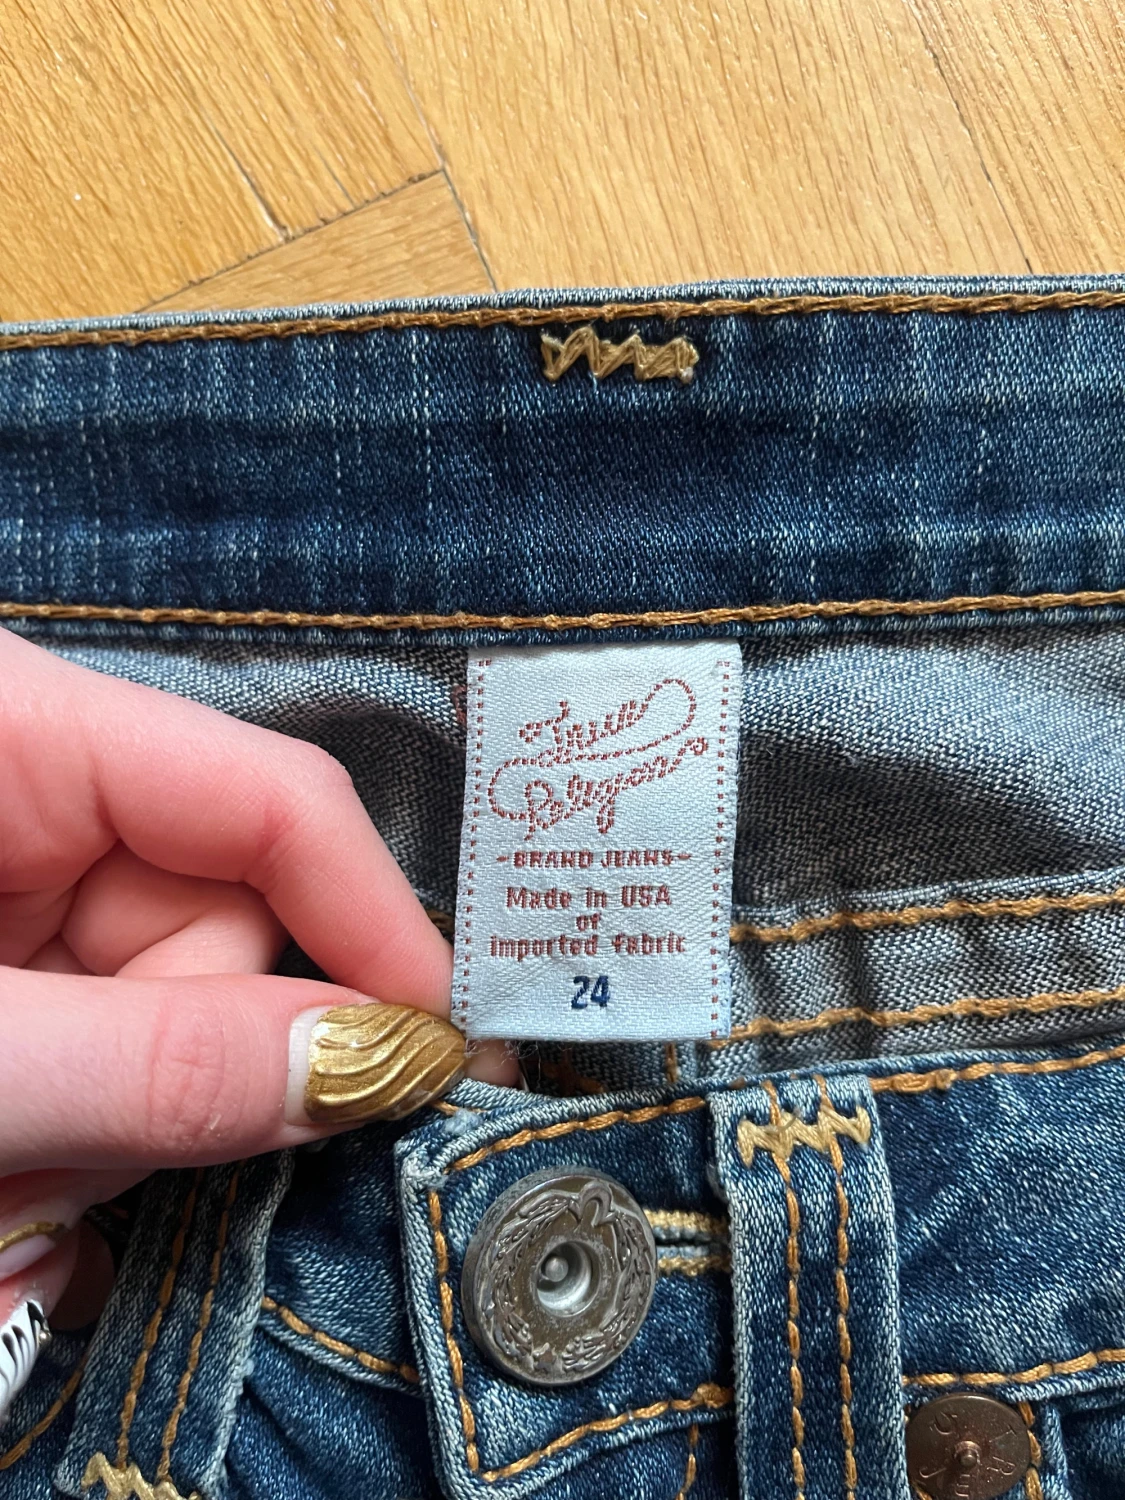 True
Religion
-BRAND JEANS-
Made in USA
of
imported fabric
24